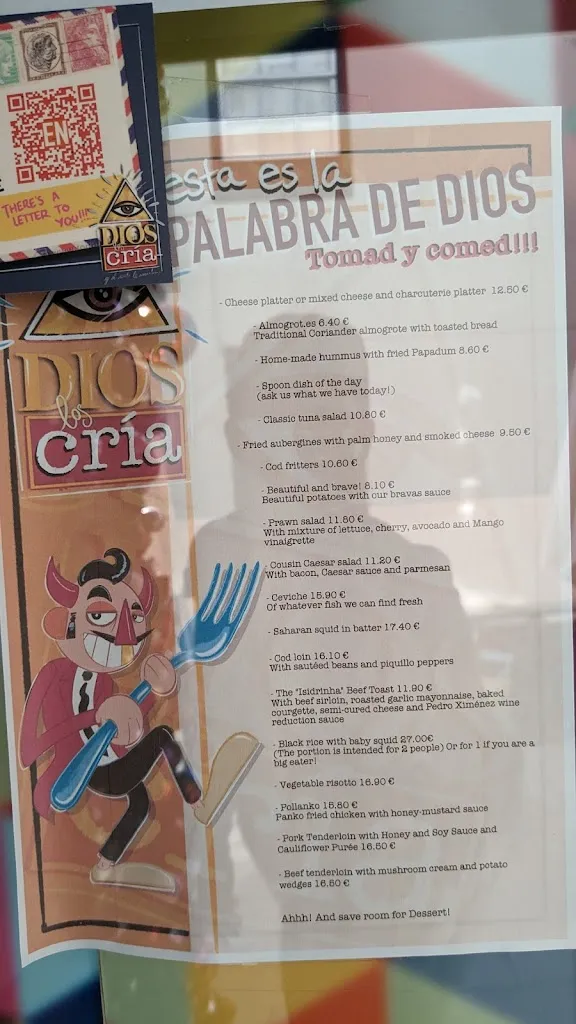 EN
THERE'S A
LETTER TO
YOU!!!
DIOS
los
cría
esta es la
PALABRA DE DIOS
Tomad y comed!!!
DIOS
los
cría
- Cheese platter or mixed cheese and charcuterie platter 12.50 €
- Almogrot.es 6.40 €
Traditional Coriander almogrote with toasted bread
- Home-made hummus with fried Papadum 8.60 €
- Spoon dish of the day
(ask us what we have today!)
- Classic tuna salad 10.80 €
- Fried aubergines with palm honey and smoked cheese 9.50 €
- Cod fritters 10.60 €
- Beautiful and brave! 8.10 €
Beautiful potatoes with our bravas sauce
- Prawn salad 11.80 €
With mixture of lettuce, cherry, avocado and Mango
vinaigrette
- Cousin Caesar salad 11.20 €
With bacon, Caesar sauce and parmesan
- Ceviche 15.90 €
Of whatever fish we can find fresh
- Saharan squid in batter 17.40 €
- Cod loin 16.10 €
With sautéed beans and piquillo peppers
- The "Isidrinha" Beef Toast 11.90 €
With beef sirloin, roasted garlic mayonnaise, baked
courgette, semi-cured cheese and Pedro Ximénez wine
reduction sauce
- Black rice with baby squid 27.00€
(The portion is intended for 2 people) Or for 1 if you are a
big eater!
- Vegetable risotto 16.90 €
- Pollanko 15.80 €
Panko fried chicken with honey-mustard sauce
- Pork Tenderloin with Honey and Soy Sauce and
Cauliflower Purée 16.50 €
- Beef tenderloin with mushroom cream and potato
wedges 16.60 €
Ahhh! And save room for Dessert!